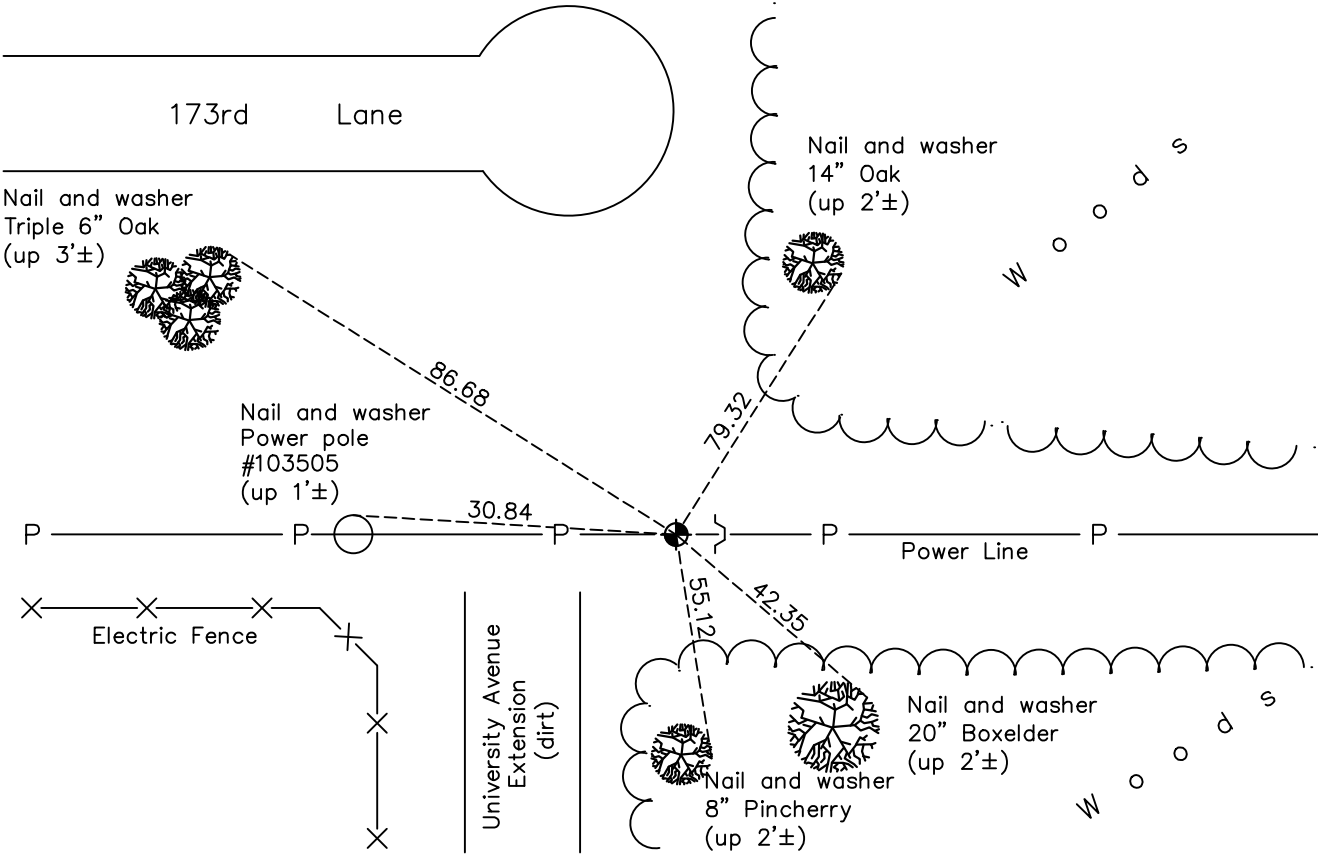 173rd Lane
Nail and washer
14" Oak
(up 2'±)
Woods
Nail and washer
Triple 6" Oak
(up 3'±)
86.68
79.32
Nail and washer
Power pole
#103505
(up 1'±)
30.84
P P P P P
Power Line
55.12
42.35
Electric Fence
University Avenue
Extension
(dirt)
Nail and washer
20" Boxelder
(up 2'±)
Woods
Nail and washer
8" Pincherry
(up 2'±)